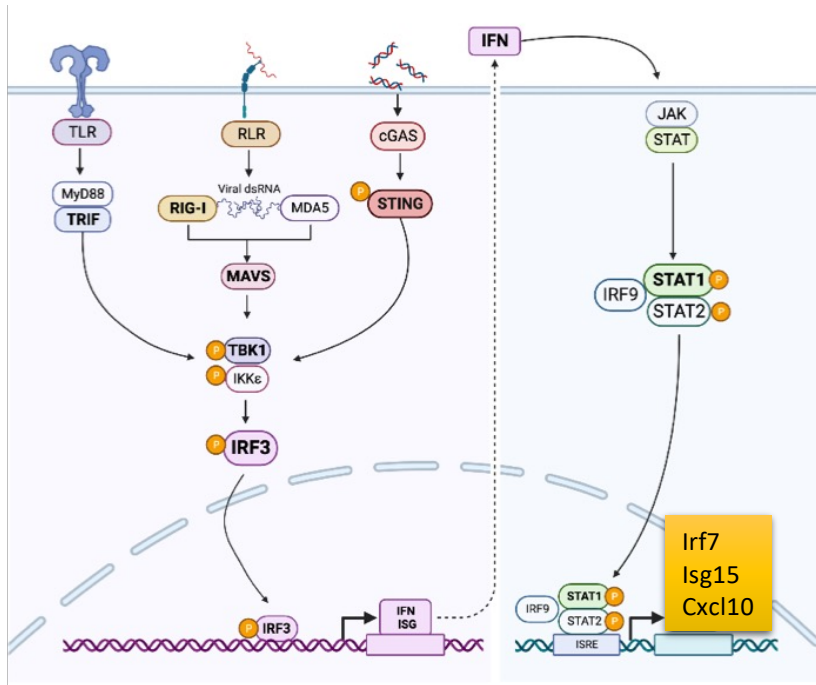 IFN
TLR
RLR
cGAS
JAK
STAT
MyD88
TRIF
Viral dsRNA
RIG-I
MDA5
P
STING
MAVS
STAT1
P
IRF9
STAT2
P
P
TBK1
P
IKKε
P
IRF3
Irf7
Isg15
Cxcl10
P
IRF3
IFN
ISG
IRF9
STAT1
P
STAT2
P
ISRE